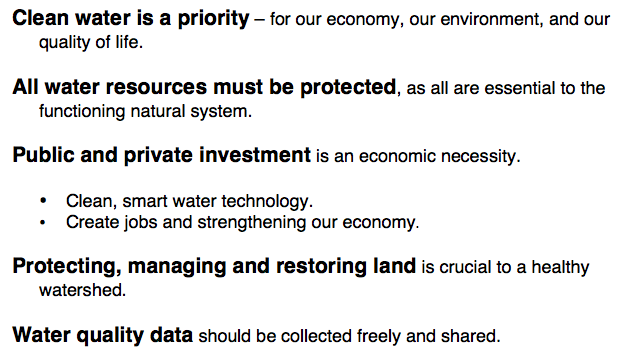 Clean water is a priority – for our economy, our environment, and our
quality of life.
All water resources must be protected, as all are essential to the
functioning natural system.
Public and private investment is an economic necessity.
• Clean, smart water technology.
• Create jobs and strengthening our economy.
Protecting, managing and restoring land is crucial to a healthy
watershed.
Water quality data should be collected freely and shared.